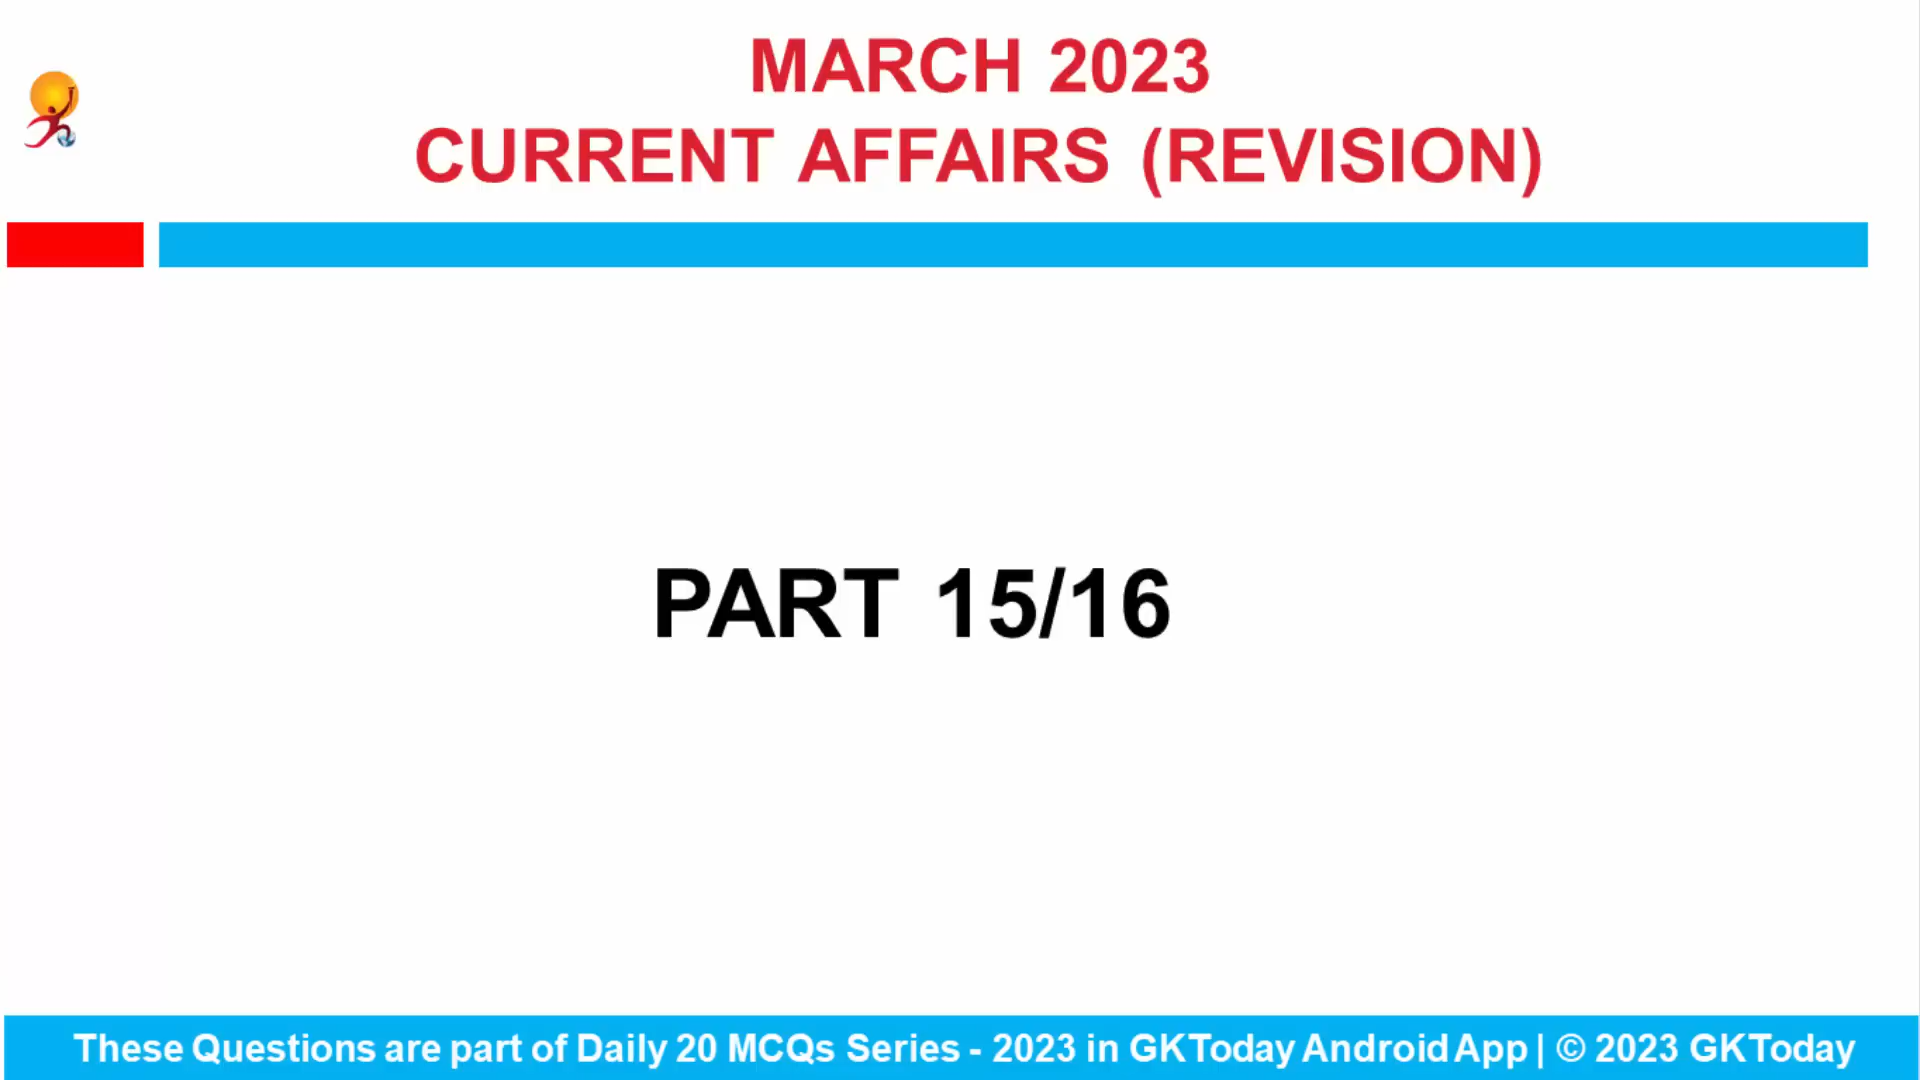 MARCH 2023
CURRENT AFFAIRS (REVISION)
PART 15/16
These Questions are part of Daily 20 MCQs Series - 2023 in GKToday Android App | © 2023 GKToday